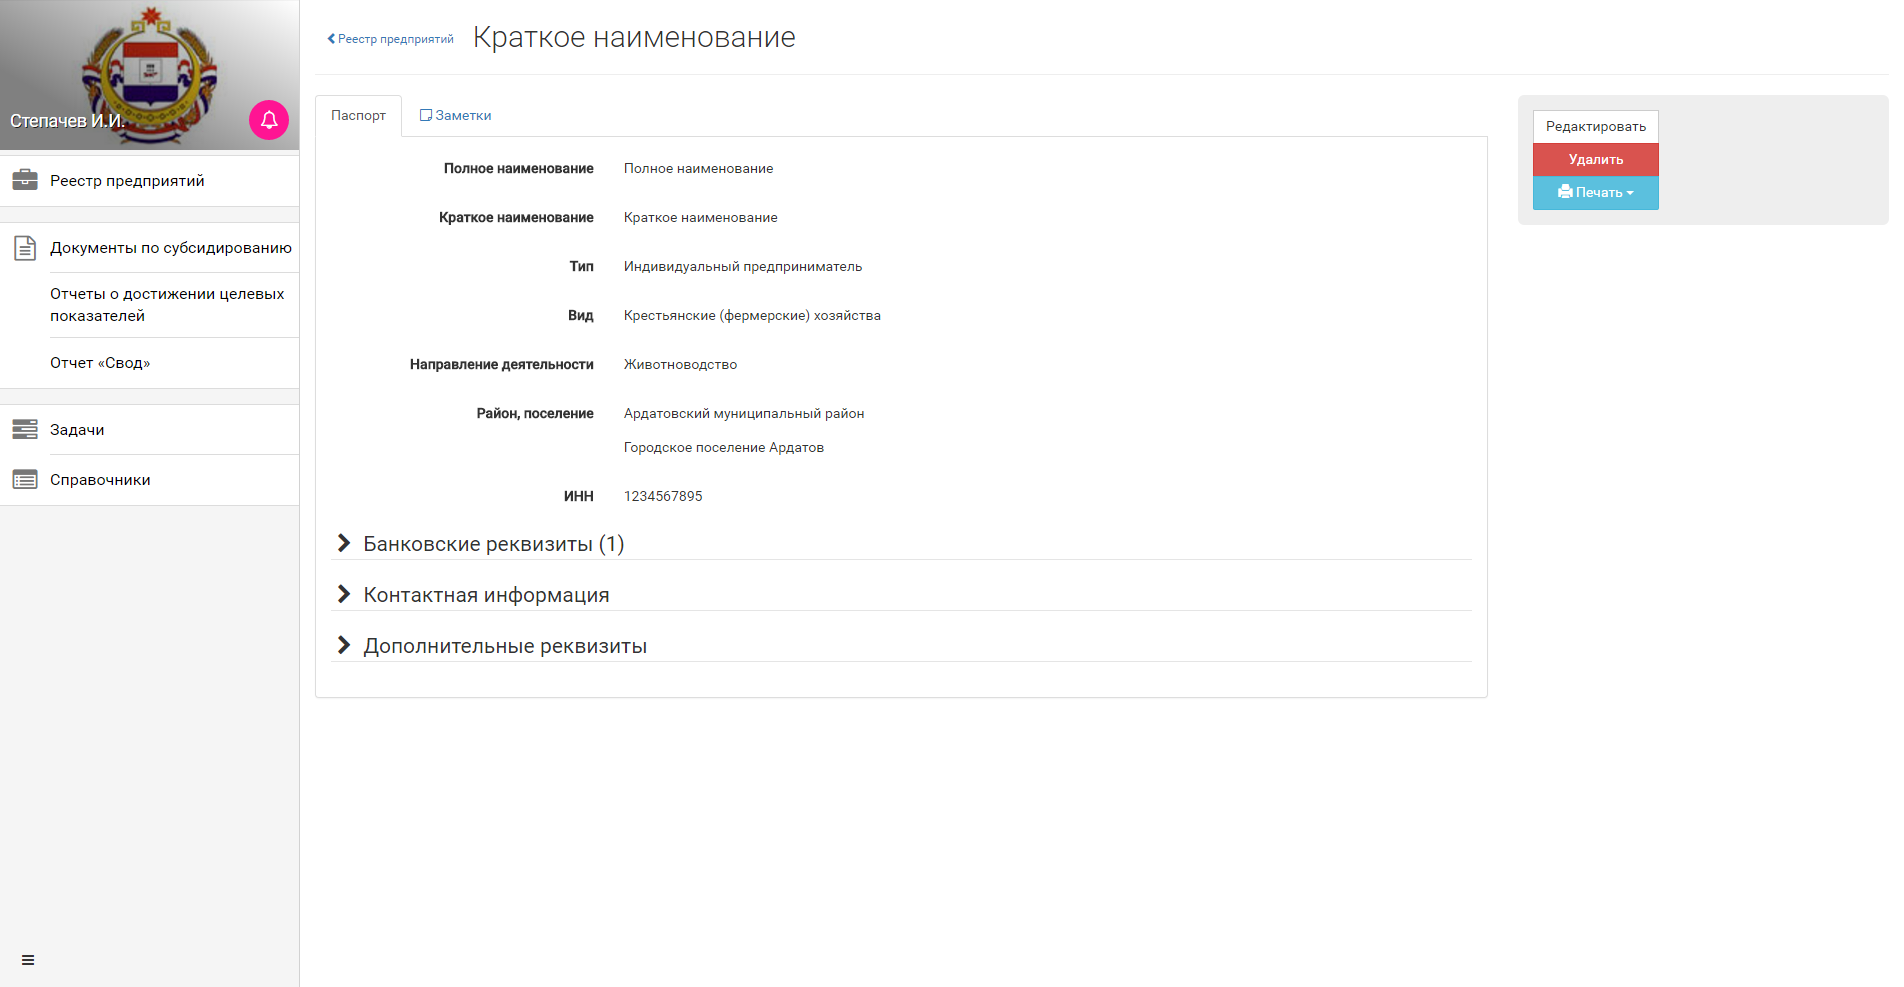 Степачев И.И.
Реестр предприятий
Документы по субсидированию
Отчеты о достижении целевых
показателей
Отчет «Свод»
Задачи
Справочники
Реестр предприятий
Краткое наименование
Паспорт
Заметки
Полное наименование Полное наименование
Краткое наименование Краткое наименование
Тип Индивидуальный предприниматель
Вид Крестьянские (фермерские) хозяйства
Направление деятельности Животноводство
Район, поселение Ардатовский муниципальный район
Городское поселение Ардатов
ИНН 1234567895
Банковские реквизиты (1)
Контактная информация
Дополнительные реквизиты
Редактировать
Удалить
Печать